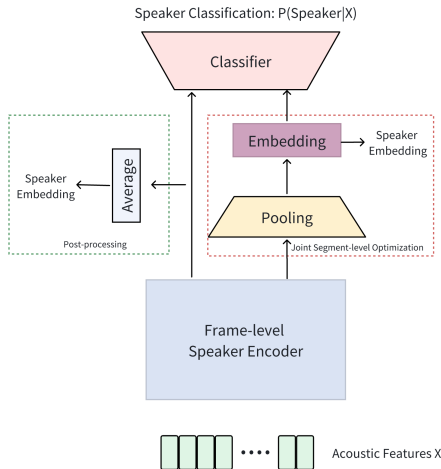 Speaker Classification: P(Speaker|X)
Classifier
Embedding
Speaker
Embedding
Average
Speaker
Embedding
Pooling
Post-processing
Joint Segment-level Optimization
Frame-level
Speaker Encoder
Acoustic Features X